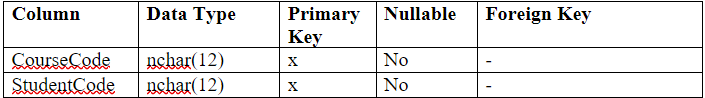 Column Data Type Primary Key Nullable Foreign Key
CourseCode nchar(12) x No -
StudentCode nchar(12) x No -